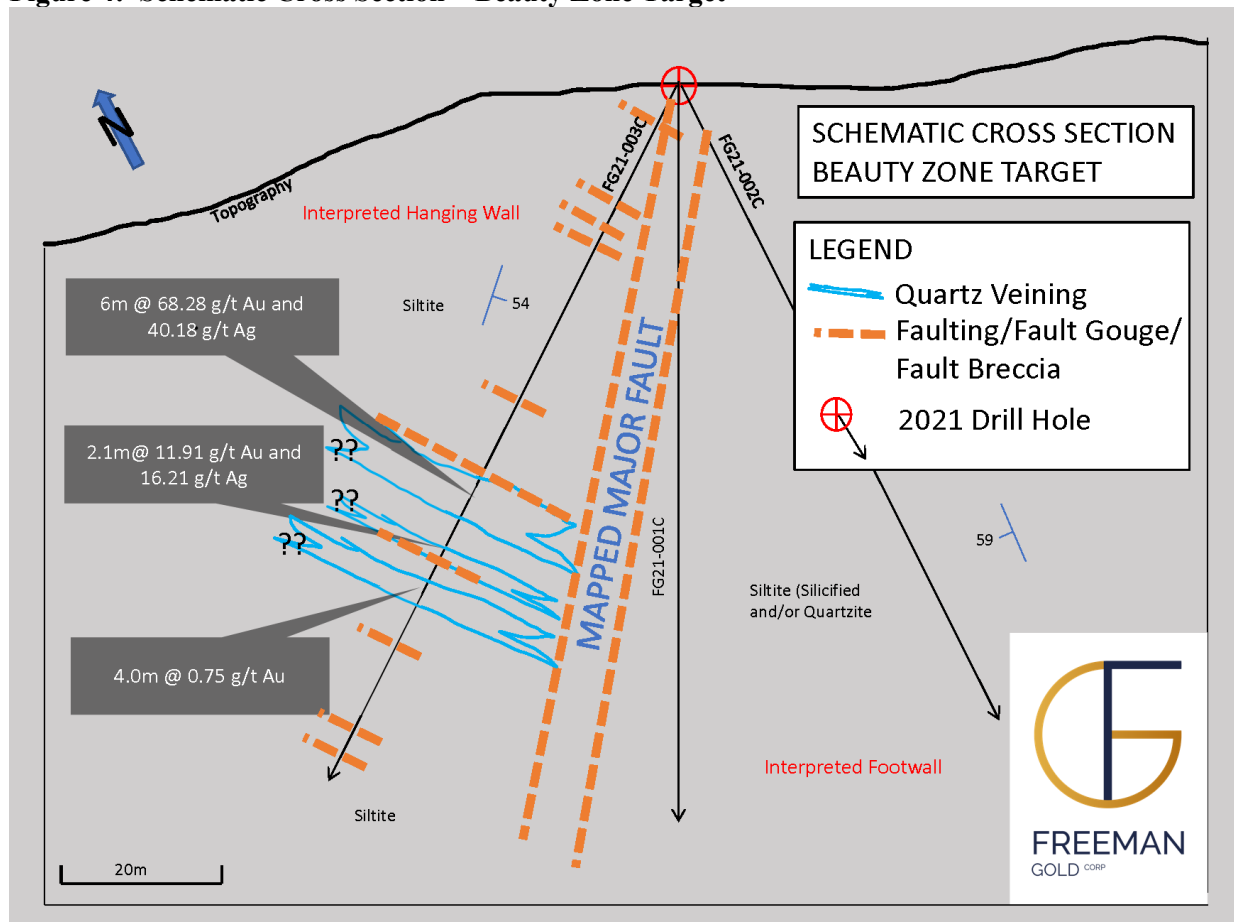 Figure 4: Schematic Cross Section – Beauty Zone Target
N
SCHEMATIC CROSS SECTION
BEAUTY ZONE TARGET
FG21-003C
FG21-002C
Topography
Interpreted Hanging Wall
LEGEND
Quartz Veining
Faulting/Fault Gouge/
Fault Breccia
2021 Drill Hole
6m @ 68.28 g/t Au and
40.18 g/t Ag
Siltite
54
MAPPED MAJOR FAULT
??
2.1m@ 11.91 g/t Au and
16.21 g/t Ag
??
??
FG21-001C
59
Siltite (Silicified
and/or Quartzite
4.0m @ 0.75 g/t Au
Interpreted Footwall
Siltite
20m
FREEMAN
GOLD CORP